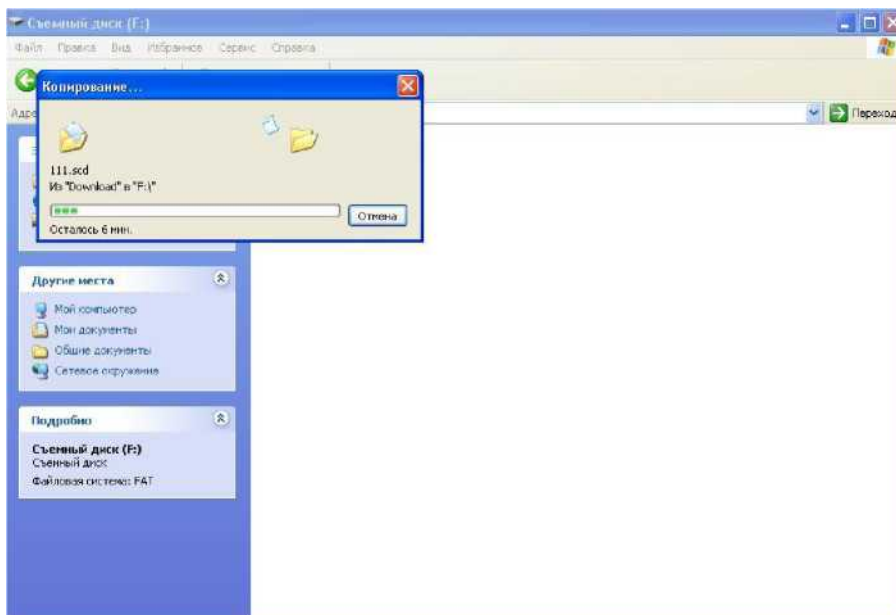 Съемный диск (F:)
Файл Правка Вид Избранное Сервис Справка
Копирование...
Адре
Переход
111.scd
Из "Download" в "F:\"
Отмена
Осталось 6 мин.
Другие места
Мой компьютер
Мои документы
Общие документы
Сетевое окружение
Подробно
Съемный диск (F:)
Съемный диск
Файловая система: FAT